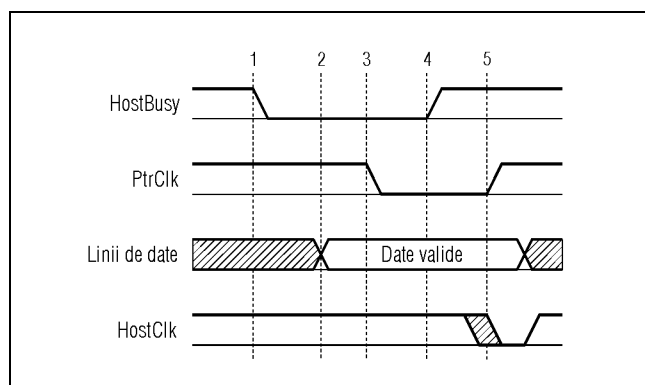 1 2 3 4 5
HostBusy
PtrClk
Linii de date Date valide
HostClk